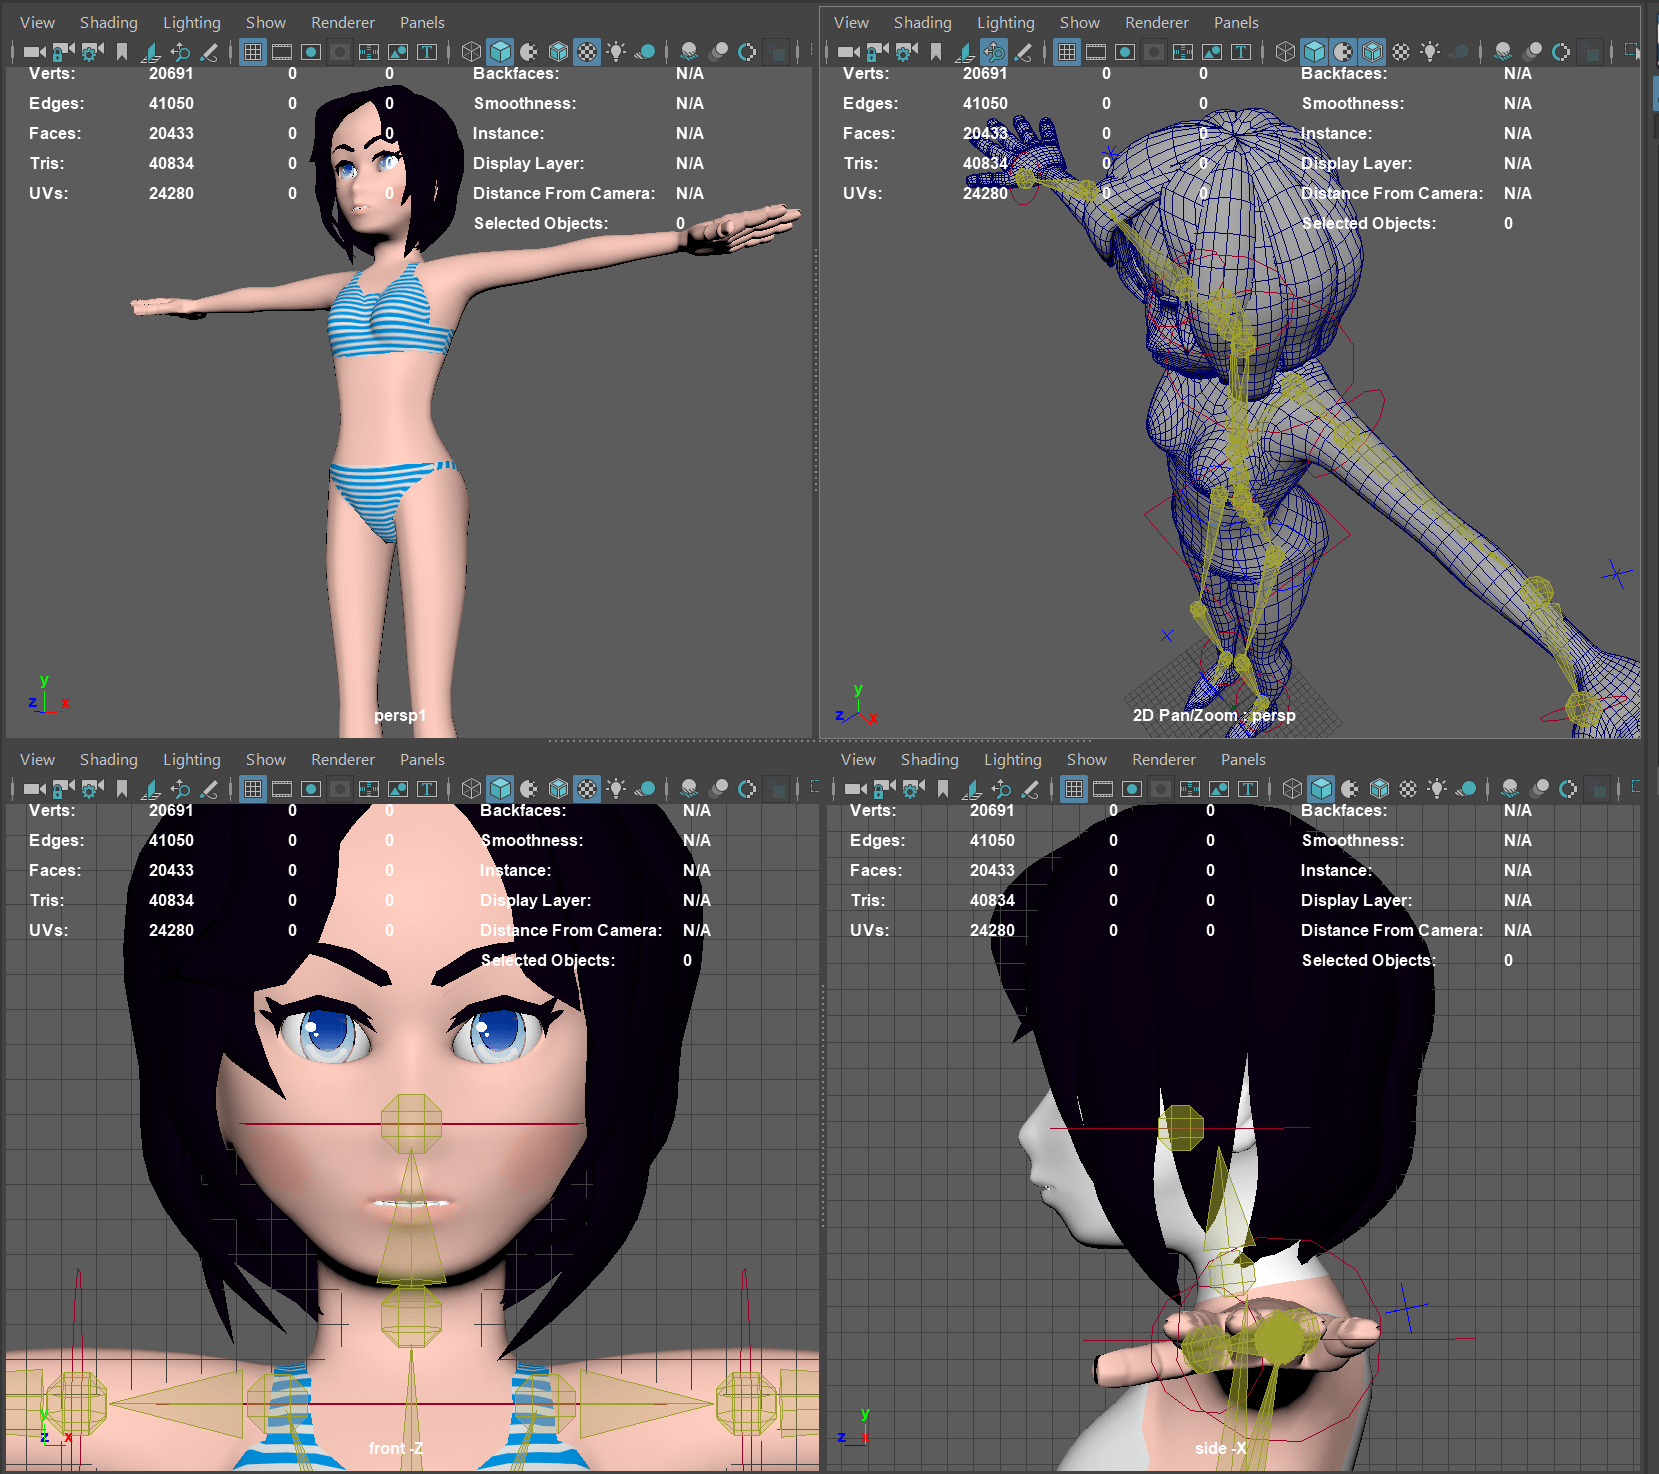 View Shading Lighting Show Renderer Panels
Verts: 20691 0 0 Backfaces: N/A
Edges: 41050 0 0 Smoothness: N/A
Faces: 20433 0 0 Instance: N/A
Tris: 40834 0 0 Display Layer: N/A
UVs: 24280 0 0 Distance From Camera: N/A
Selected Objects: 0
y
z x
persp1
View Shading Lighting Show Renderer Panels
Verts: 20691 0 0 Backfaces: N/A
Edges: 41050 0 0 Smoothness: N/A
Faces: 20433 0 0 Instance: N/A
Tris: 40834 0 0 Display Layer: N/A
UVs: 24280 0 0 Distance From Camera: N/A
Selected Objects: 0
y
z x
2D Pan/Zoom : persp
View Shading Lighting Show Renderer Panels
Verts: 20691 0 0 Backfaces: N/A
Edges: 41050 0 0 Smoothness: N/A
Faces: 20433 0 0 Instance: N/A
Tris: 40834 0 0 Display Layer: N/A
UVs: 24280 0 0 Distance From Camera: N/A
Selected Objects: 0
y
z x
front -Z
View Shading Lighting Show Renderer Panels
Verts: 20691 0 0 Backfaces: N/A
Edges: 41050 0 0 Smoothness: N/A
Faces: 20433 0 0 Instance: N/A
Tris: 40834 0 0 Display Layer: N/A
UVs: 24280 0 0 Distance From Camera: N/A
Selected Objects: 0
y
z x
side -X